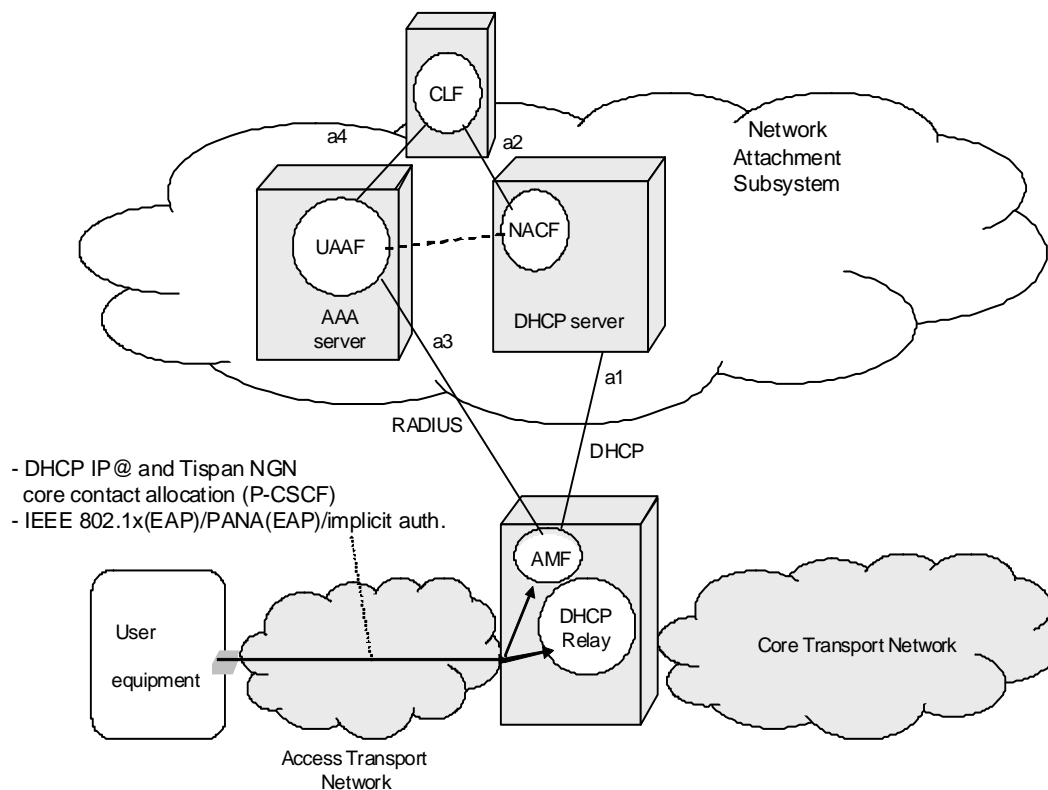 CLF
a4
a2
Network
Attachment
Subsystem
UAAF
NACF
AAA
server
DHCP server
a3
a1
RADIUS
DHCP
- DHCP IP@ and Tispan NGN
core contact allocation (P-CSCF)
- IEEE 802.1x(EAP)/PANA(EAP)/implicit auth.
AMF
DHCP
Relay
User
equipment
Core Transport Network
Access Transport
Network